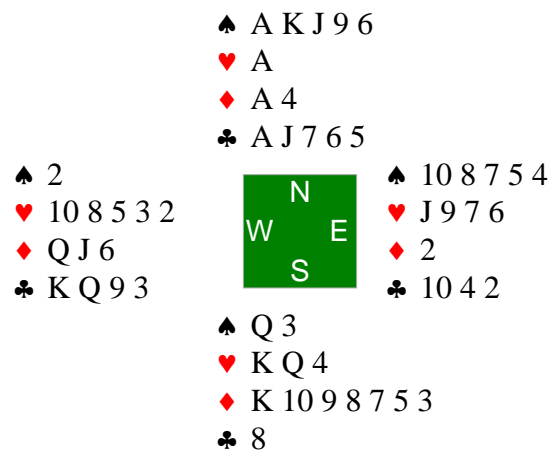 ♠ A K J 9 6
♥ A
♦ A 4
♣ A J 7 6 5
♠ 2
♥ 10 8 5 3 2
♦ Q J 6
♣ K Q 9 3
N
W E
S
♠ 10 8 7 5 4
♥ J 9 7 6
♦ 2
♣ 10 4 2
♠ Q 3
♥ K Q 4
♦ K 10 9 8 7 5 3
♣ 8